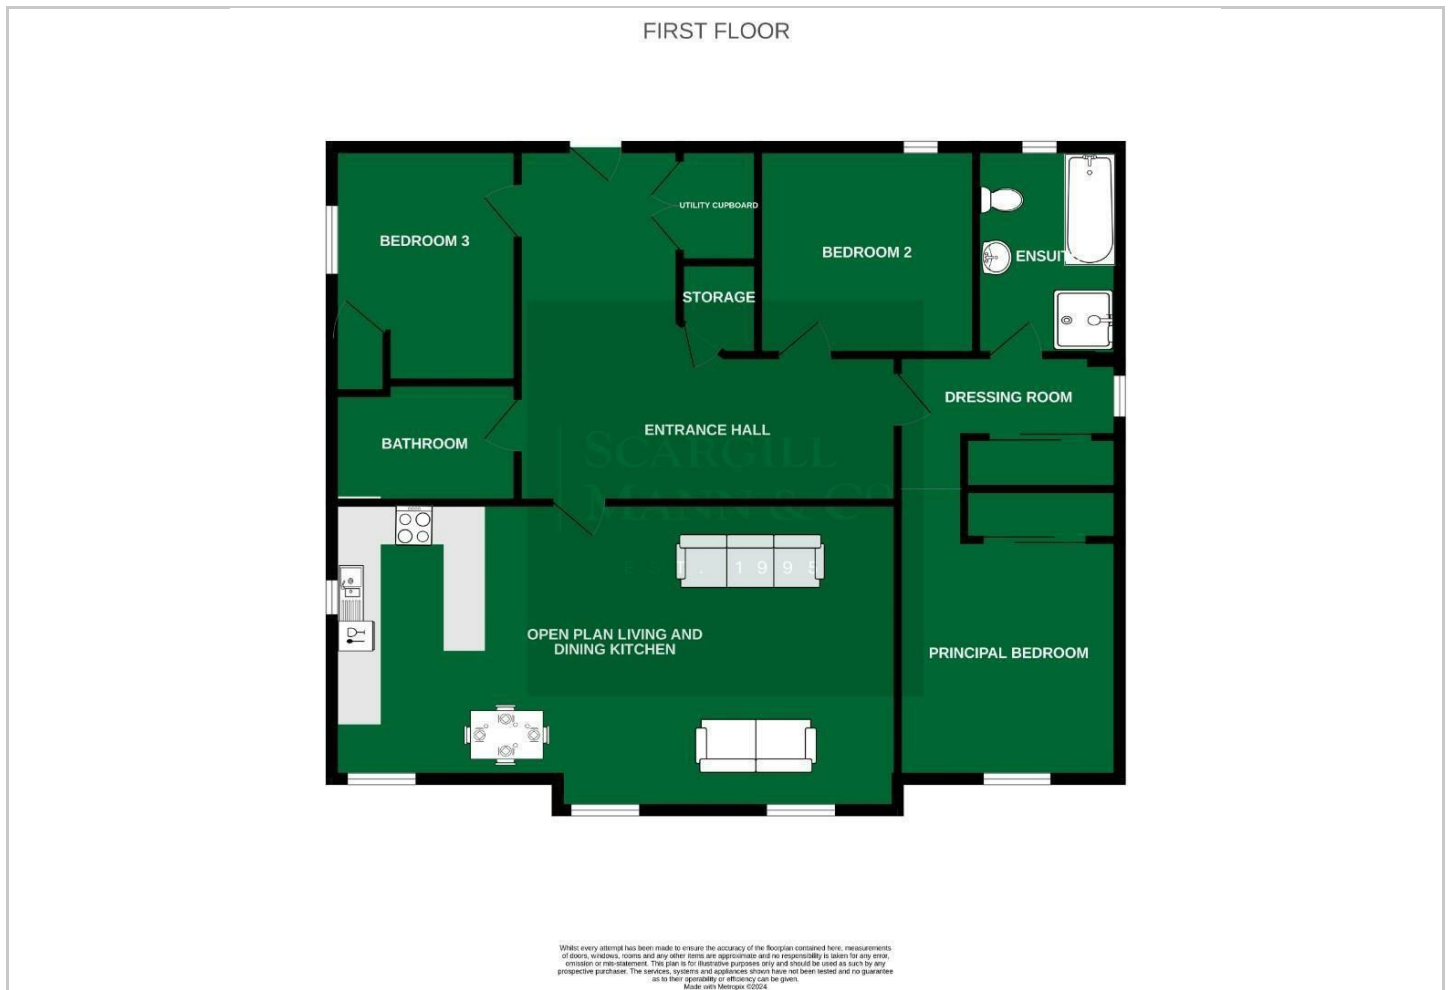 FIRST FLOOR
BEDROOM 3
UTILITY CUPBOARD
BEDROOM 2
ENSUIT
STORAGE
DRESSING ROOM
ENTRANCE HALL
BATHROOM
SCARGILL
MANN & CO
EST. 1995
OPEN PLAN LIVING AND
DINING KITCHEN
PRINCIPAL BEDROOM
Whilst every attempt has been made to ensure the accuracy of the floorplan contained here, measurements
of doors, windows, rooms and any other items are approximate and no responsibility is taken for any error,
omission or mis-statement. This plan is for illustrative purposes only and should be used as such by any
prospective purchaser. The services, systems and appliances shown have not been tested and no guarantee
as to their operability or efficiency can be given.
Made with Metropix ©2024